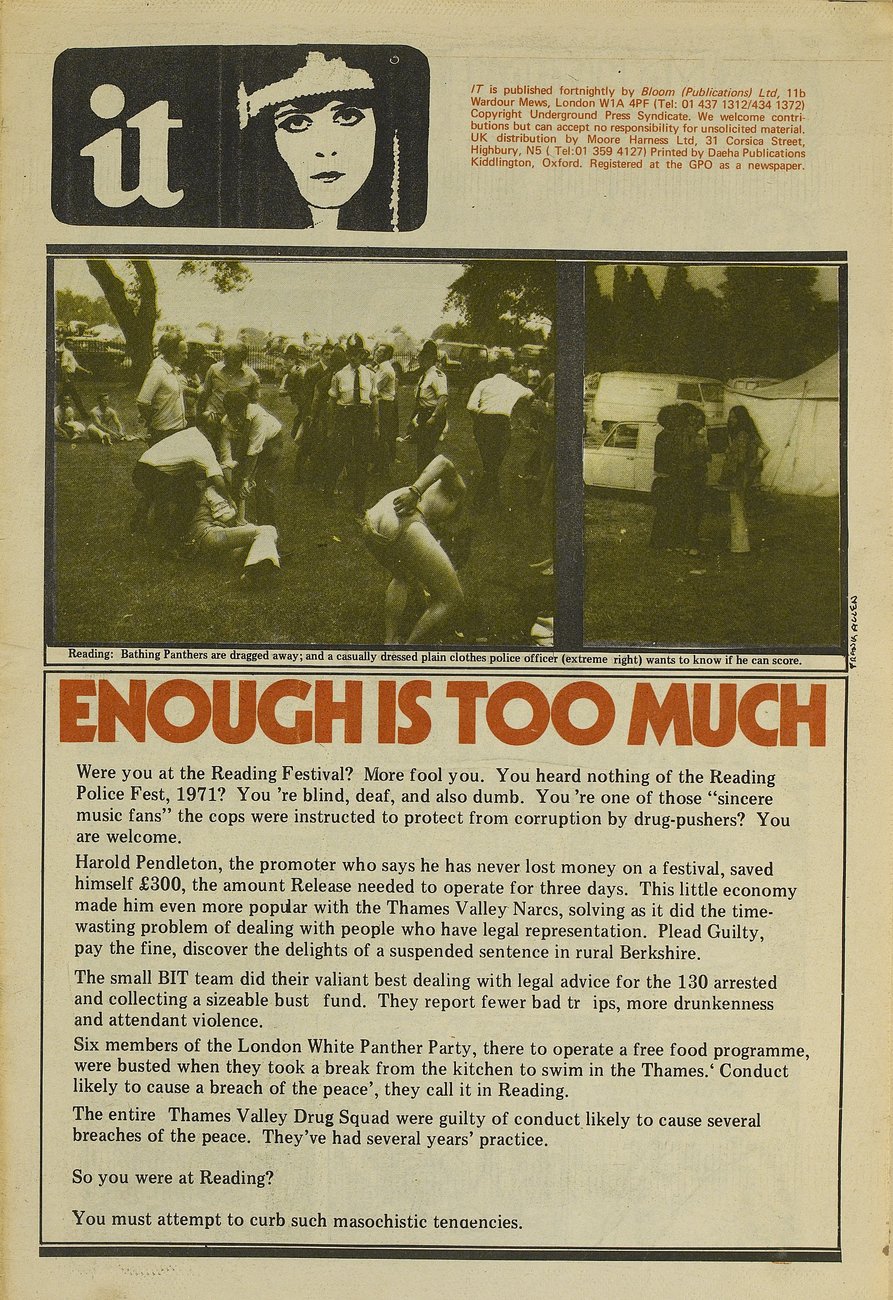 it
IT is published fortnightly by Bloom (Publications) Ltd, 11b
Wardour Mews, London W1A 4PF (Tel: 01 437 1312/434 1372)
Copyright Underground Press Syndicate. We welcome contri-
butions but can accept no responsibility for unsolicited material.
UK distribution by Moore Harness Ltd, 31 Corsica Street,
Highbury, N5 ( Tel:01 359 4127) Printed by Daeha Publications
Kiddlington, Oxford. Registered at the GPO as a newspaper.
FRANK ALLEN
Reading: Bathing Panthers are dragged away; and a casually dressed plain clothes police officer (extreme right) wants to know if he can score.
ENOUGH IS TOO MUCH
Were you at the Reading Festival? More fool you. You heard nothing of the Reading
Police Fest, 1971? You 're blind, deaf, and also dumb. You 're one of those “sincere
music fans” the cops were instructed to protect from corruption by drug-pushers? You
are welcome.
Harold Pendleton, the promoter who says he has never lost money on a festival, saved
himself £300, the amount Release needed to operate for three days. This little economy
made him even more popular with the Thames Valley Narcs, solving as it did the time-
wasting problem of dealing with people who have legal representation. Plead Guilty,
pay the fine, discover the delights of a suspended sentence in rural Berkshire.
The small BIT team did their valiant best dealing with legal advice for the 130 arrested
and collecting a sizeable bust fund. They report fewer bad tr ips, more drunkenness
and attendant violence.
Six members of the London White Panther Party, there to operate a free food programme,
were busted when they took a break from the kitchen to swim in the Thames.‘ Conduct
likely to cause a breach of the peace’, they call it in Reading.
The entire Thames Valley Drug Squad were guilty of conduct likely to cause several
breaches of the peace. They’ve had several years’ practice.
So you were at Reading?
You must attempt to curb such masochistic tendencies.